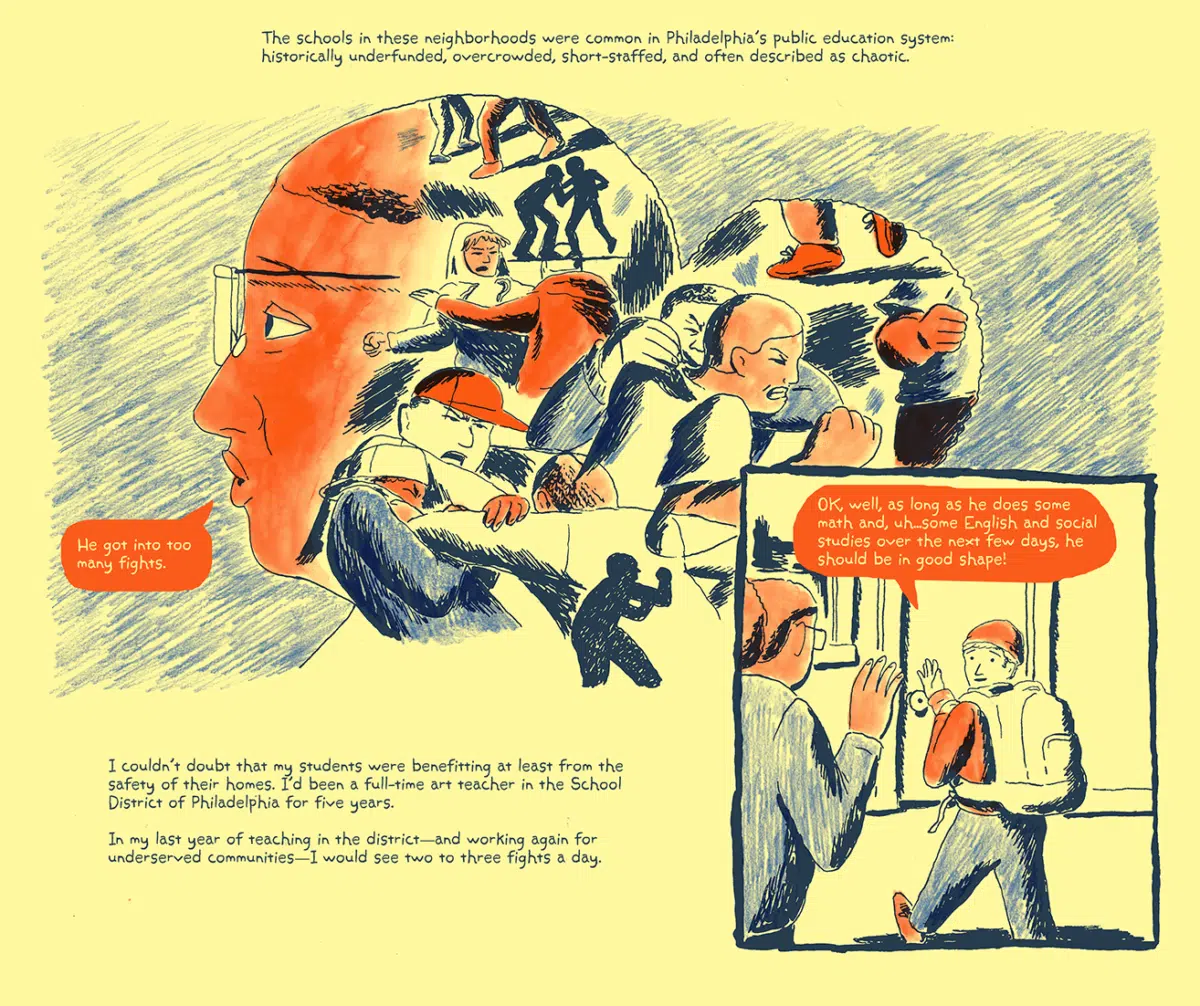 The schools in these neighborhoods were common in Philadelphia's public education system:
historically underfunded, overcrowded, short-staffed, and often described as chaotic.
He got into too
many fights.
OK, well, as long as he does some
math and, uh...some English and social
studies over the next few days, he
should be in good shape!
I couldn't doubt that my students were benefitting at least from the
safety of their homes. I'd been a full-time art teacher in the School
District of Philadelphia for five years.
In my last year of teaching in the district—and working again for
underserved communities—I would see two to three fights a day.